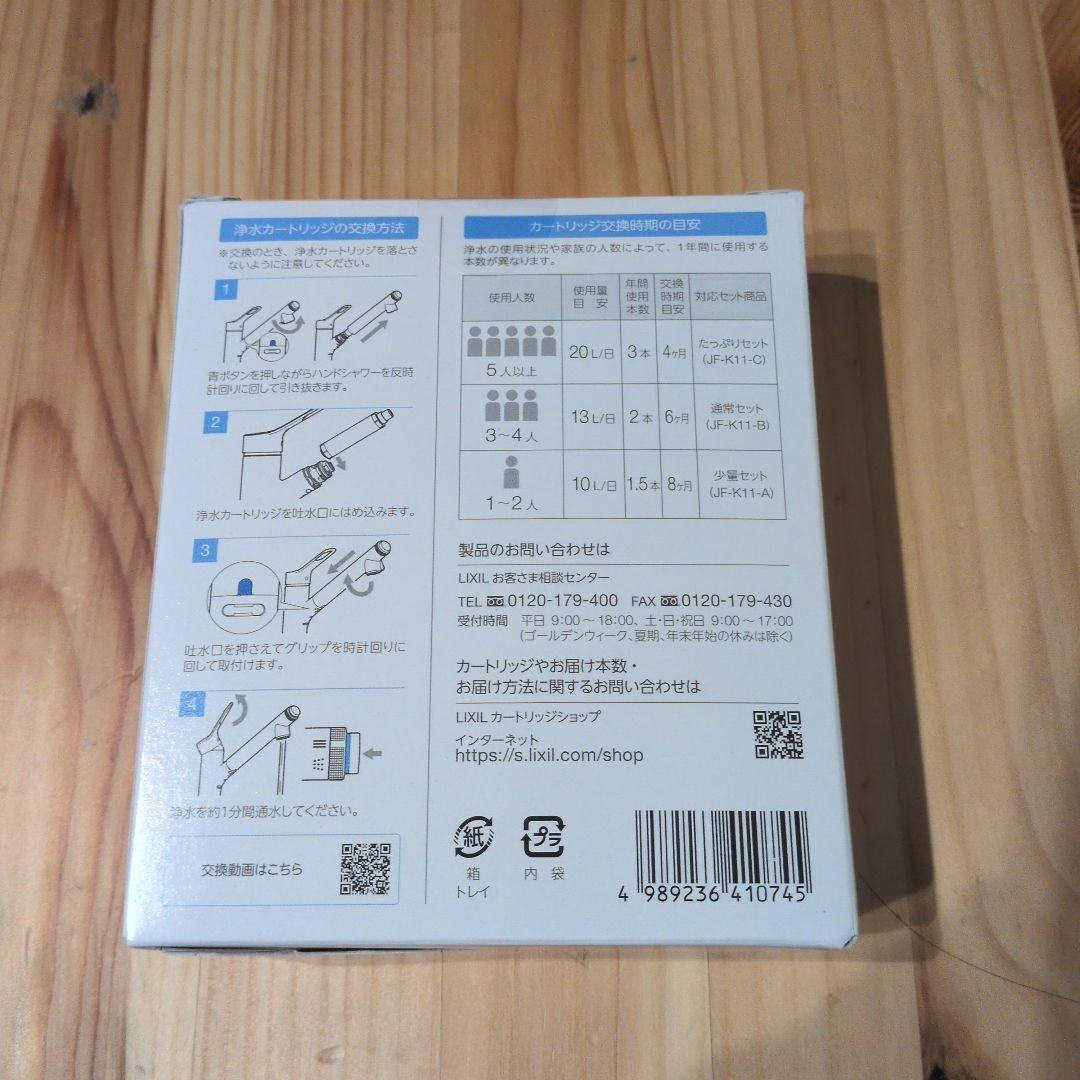 浄水カートリッジの交換方法
※交換のとき、浄水カートリッジを落とさ
ないように注意してください。
1
青ボタンを押しながらハンドシャワーを反時
計回りに回して引き抜きます。
2
浄水カートリッジを吐水口にはめ込みます。
3
吐水口を押さえてグリップを時計回りに
回して取付けます。
4
浄水を約1分間通水してください。
交換動画はこちら
カートリッジ交換時期の目安
浄水の使用状況や家族の人数によって、1年間に使用する
本数が異なります。
使用人数 使用量目安 年間使用本数 交換時期目安 対応セット商品
5人以上 20L/日 3本 4ヶ月 たっぷりセット(JF-K11-C)
3〜4人 13L/日 2本 6ヶ月 通常セット(JF-K11-B)
1〜2人 10L/日 1.5本 8ヶ月 少量セット(JF-K11-A)
製品のお問い合わせは
LIXIL お客さま相談センター
TEL 0120-179-400 FAX 0120-179-430
受付時間 平日 9:00〜18:00、土・日・祝日 9:00〜17:00
(ゴールデンウィーク、夏期、年末年始の休みは除く)
カートリッジやお届け本数・
お届け方法に関するお問い合わせは
LIXIL カートリッジショップ
インターネット
https://s.lixil.com/shop
紙 プラ
箱 内袋
トレイ
4 989236 410745